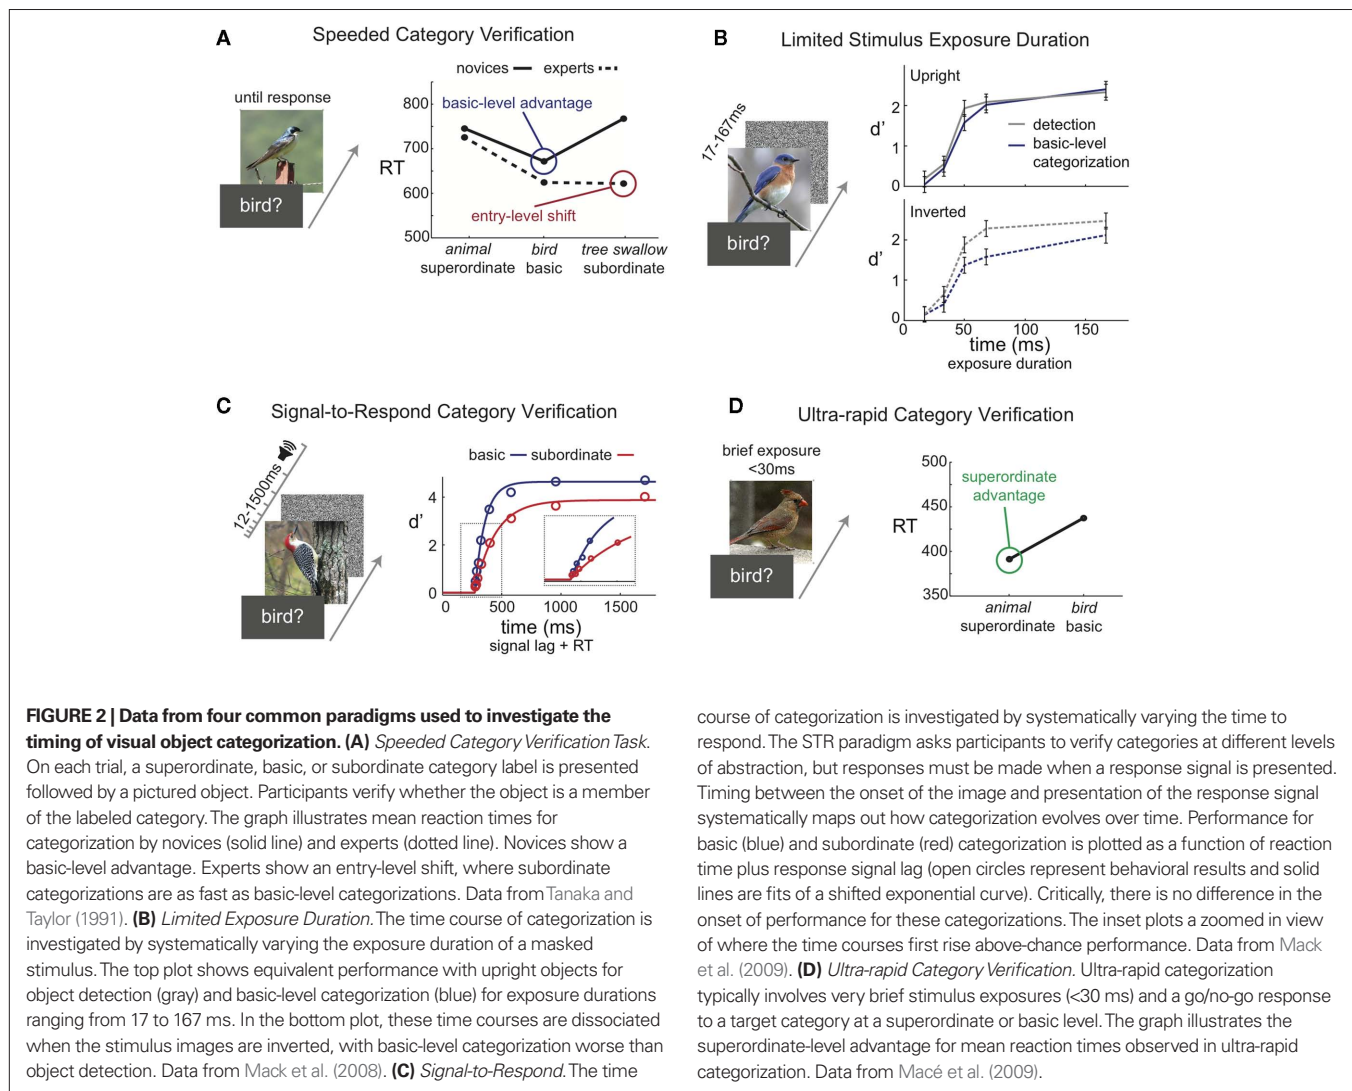 A
Speeded Category Verification
novices experts
until response
800
700
600
500
RT
basic-level advantage
entry-level shift
bird?
animal bird tree swallow
superordinate basic subordinate
B
Limited Stimulus Exposure Duration
17-167ms
bird?
Upright
2
1
0
d'
detection
basic-level
categorization
Inverted
2
1
0
d'
0 50 100 150
time (ms)
exposure duration
C
Signal-to-Respond Category Verification
12-1500ms
bird?
basic subordinate
4
2
0
d'
0 500 1000 1500
time (ms)
signal lag + RT
D
Ultra-rapid Category Verification
brief exposure
<30ms
bird?
500
450
400
350
RT
superordinate
advantage
animal bird
superordinate basic
FIGURE 2 | Data from four common paradigms used to investigate the
timing of visual object categorization. (A) Speeded Category Verification Task.
On each trial, a superordinate, basic, or subordinate category label is presented
followed by a pictured object. Participants verify whether the object is a member
of the labeled category. The graph illustrates mean reaction times for
categorization by novices (solid line) and experts (dotted line). Novices show a
basic-level advantage. Experts show an entry-level shift, where subordinate
categorizations are as fast as basic-level categorizations. Data from Tanaka and
Taylor (1991). (B) Limited Exposure Duration. The time course of categorization is
investigated by systematically varying the exposure duration of a masked
stimulus. The top plot shows equivalent performance with upright objects for
object detection (gray) and basic-level categorization (blue) for exposure durations
ranging from 17 to 167 ms. In the bottom plot, these time courses are dissociated
when the stimulus images are inverted, with basic-level categorization worse than
object detection. Data from Mack et al. (2008). (C) Signal-to-Respond. The time
course of categorization is investigated by systematically varying the time to
respond. The STR paradigm asks participants to verify categories at different levels
of abstraction, but responses must be made when a response signal is presented.
Timing between the onset of the image and presentation of the response signal
systematically maps out how categorization evolves over time. Performance for
basic (blue) and subordinate (red) categorization is plotted as a function of reaction
time plus response signal lag (open circles represent behavioral results and solid
lines are fits of a shifted exponential curve). Critically, there is no difference in the
onset of performance for these categorizations. The inset plots a zoomed in view
of where the time courses first rise above-chance performance. Data from Mack
et al. (2009). (D) Ultra-rapid Category Verification. Ultra-rapid categorization
typically involves very brief stimulus exposures (<30 ms) and a go/no-go response
to a target category at a superordinate or basic level. The graph illustrates the
superordinate-level advantage for mean reaction times observed in ultra-rapid
categorization. Data from Macé et al. (2009).